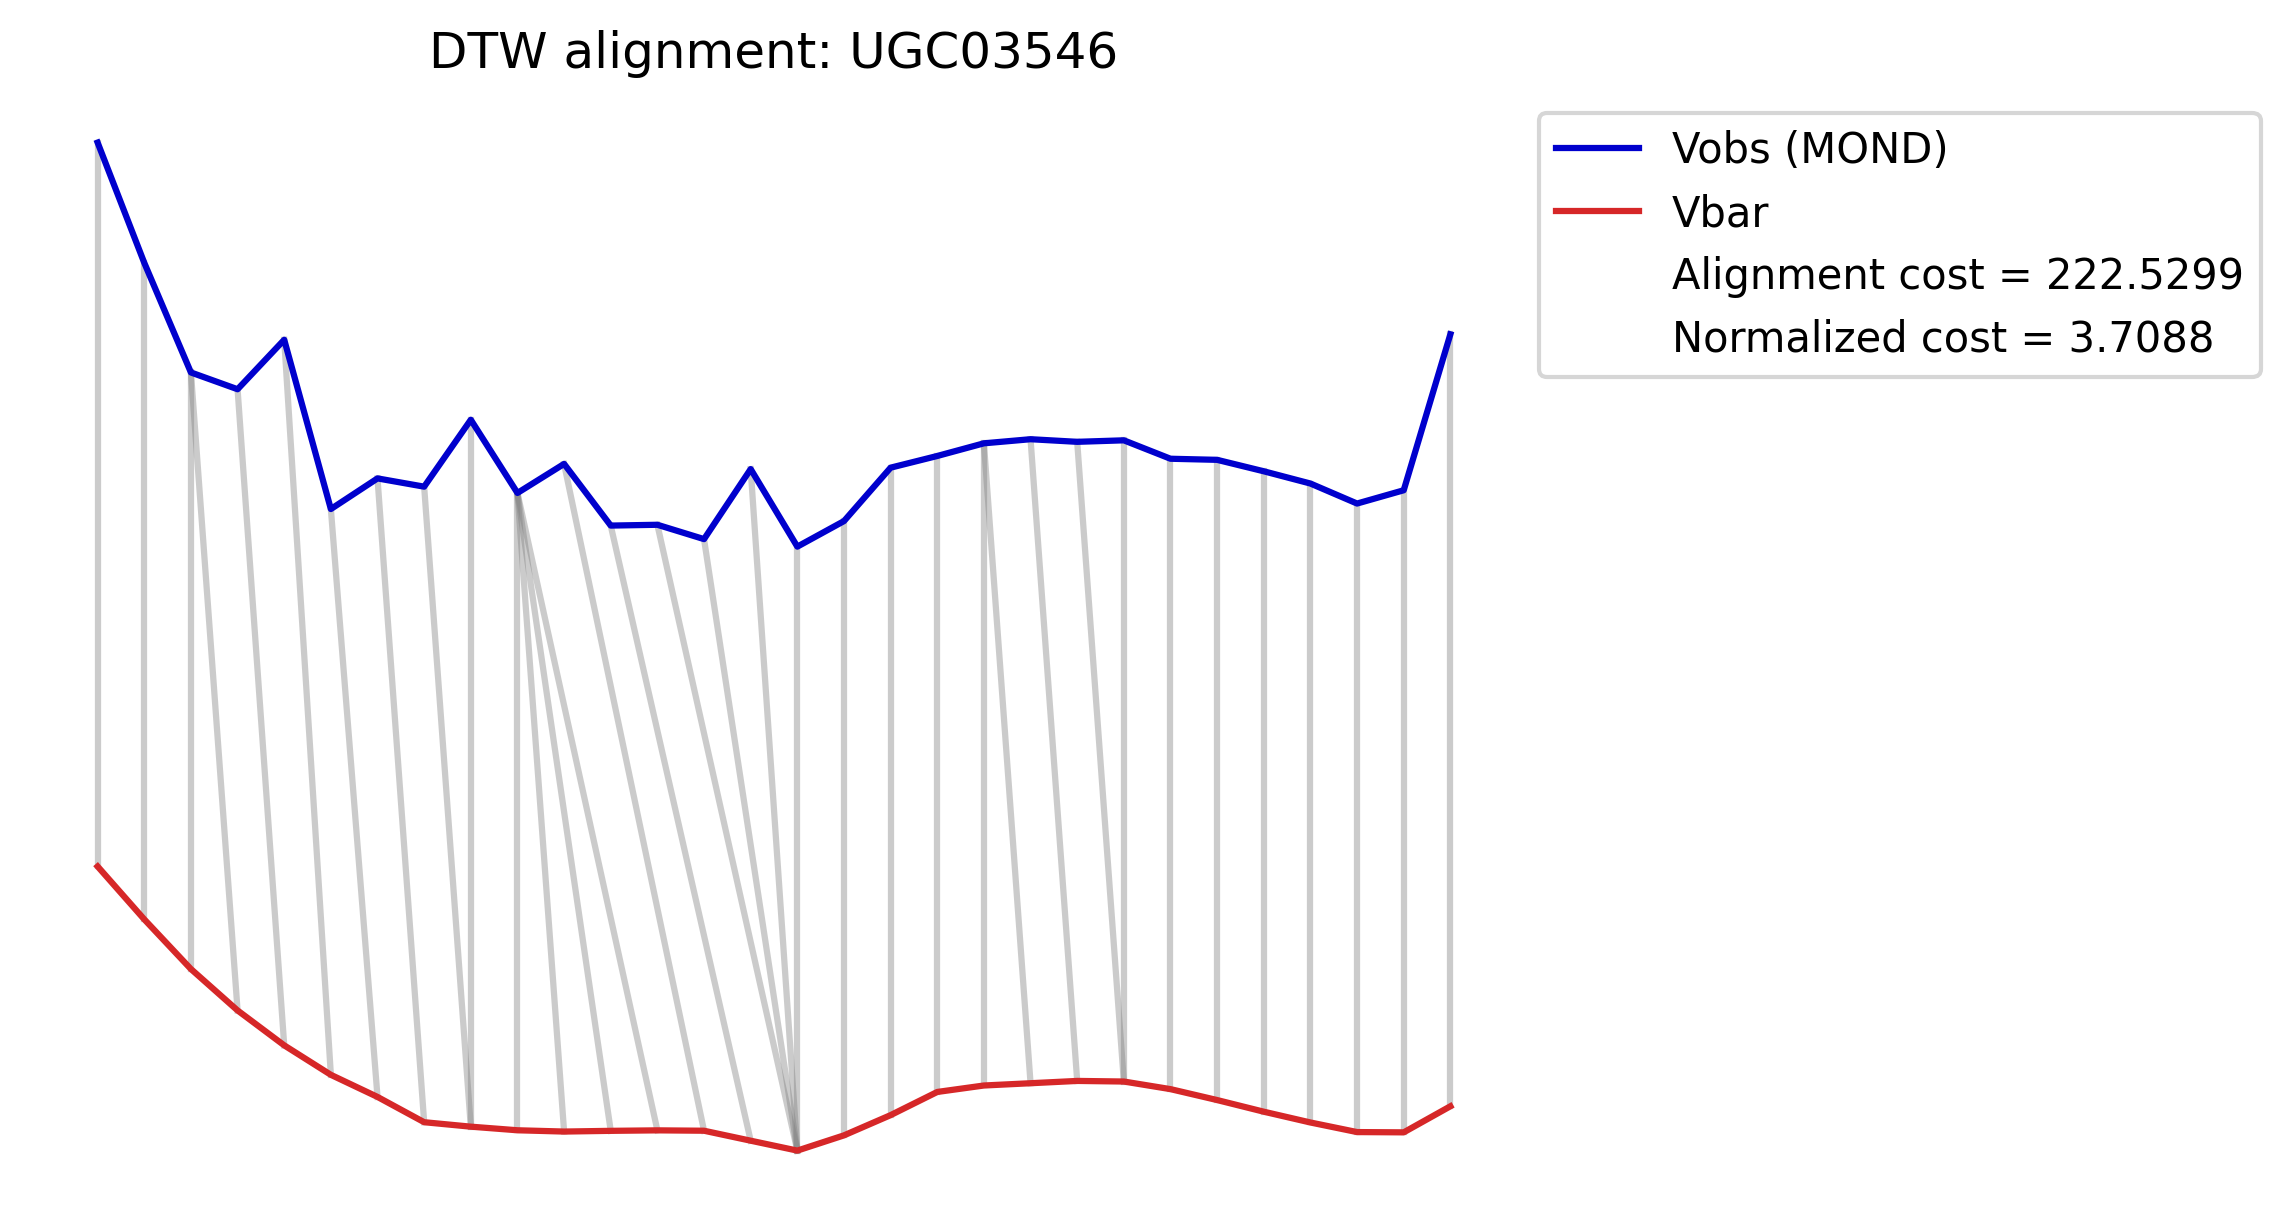 DTW alignment: UGC03546
Vobs (MOND)
Vbar
Alignment cost = 222.5299
Normalized cost = 3.7088